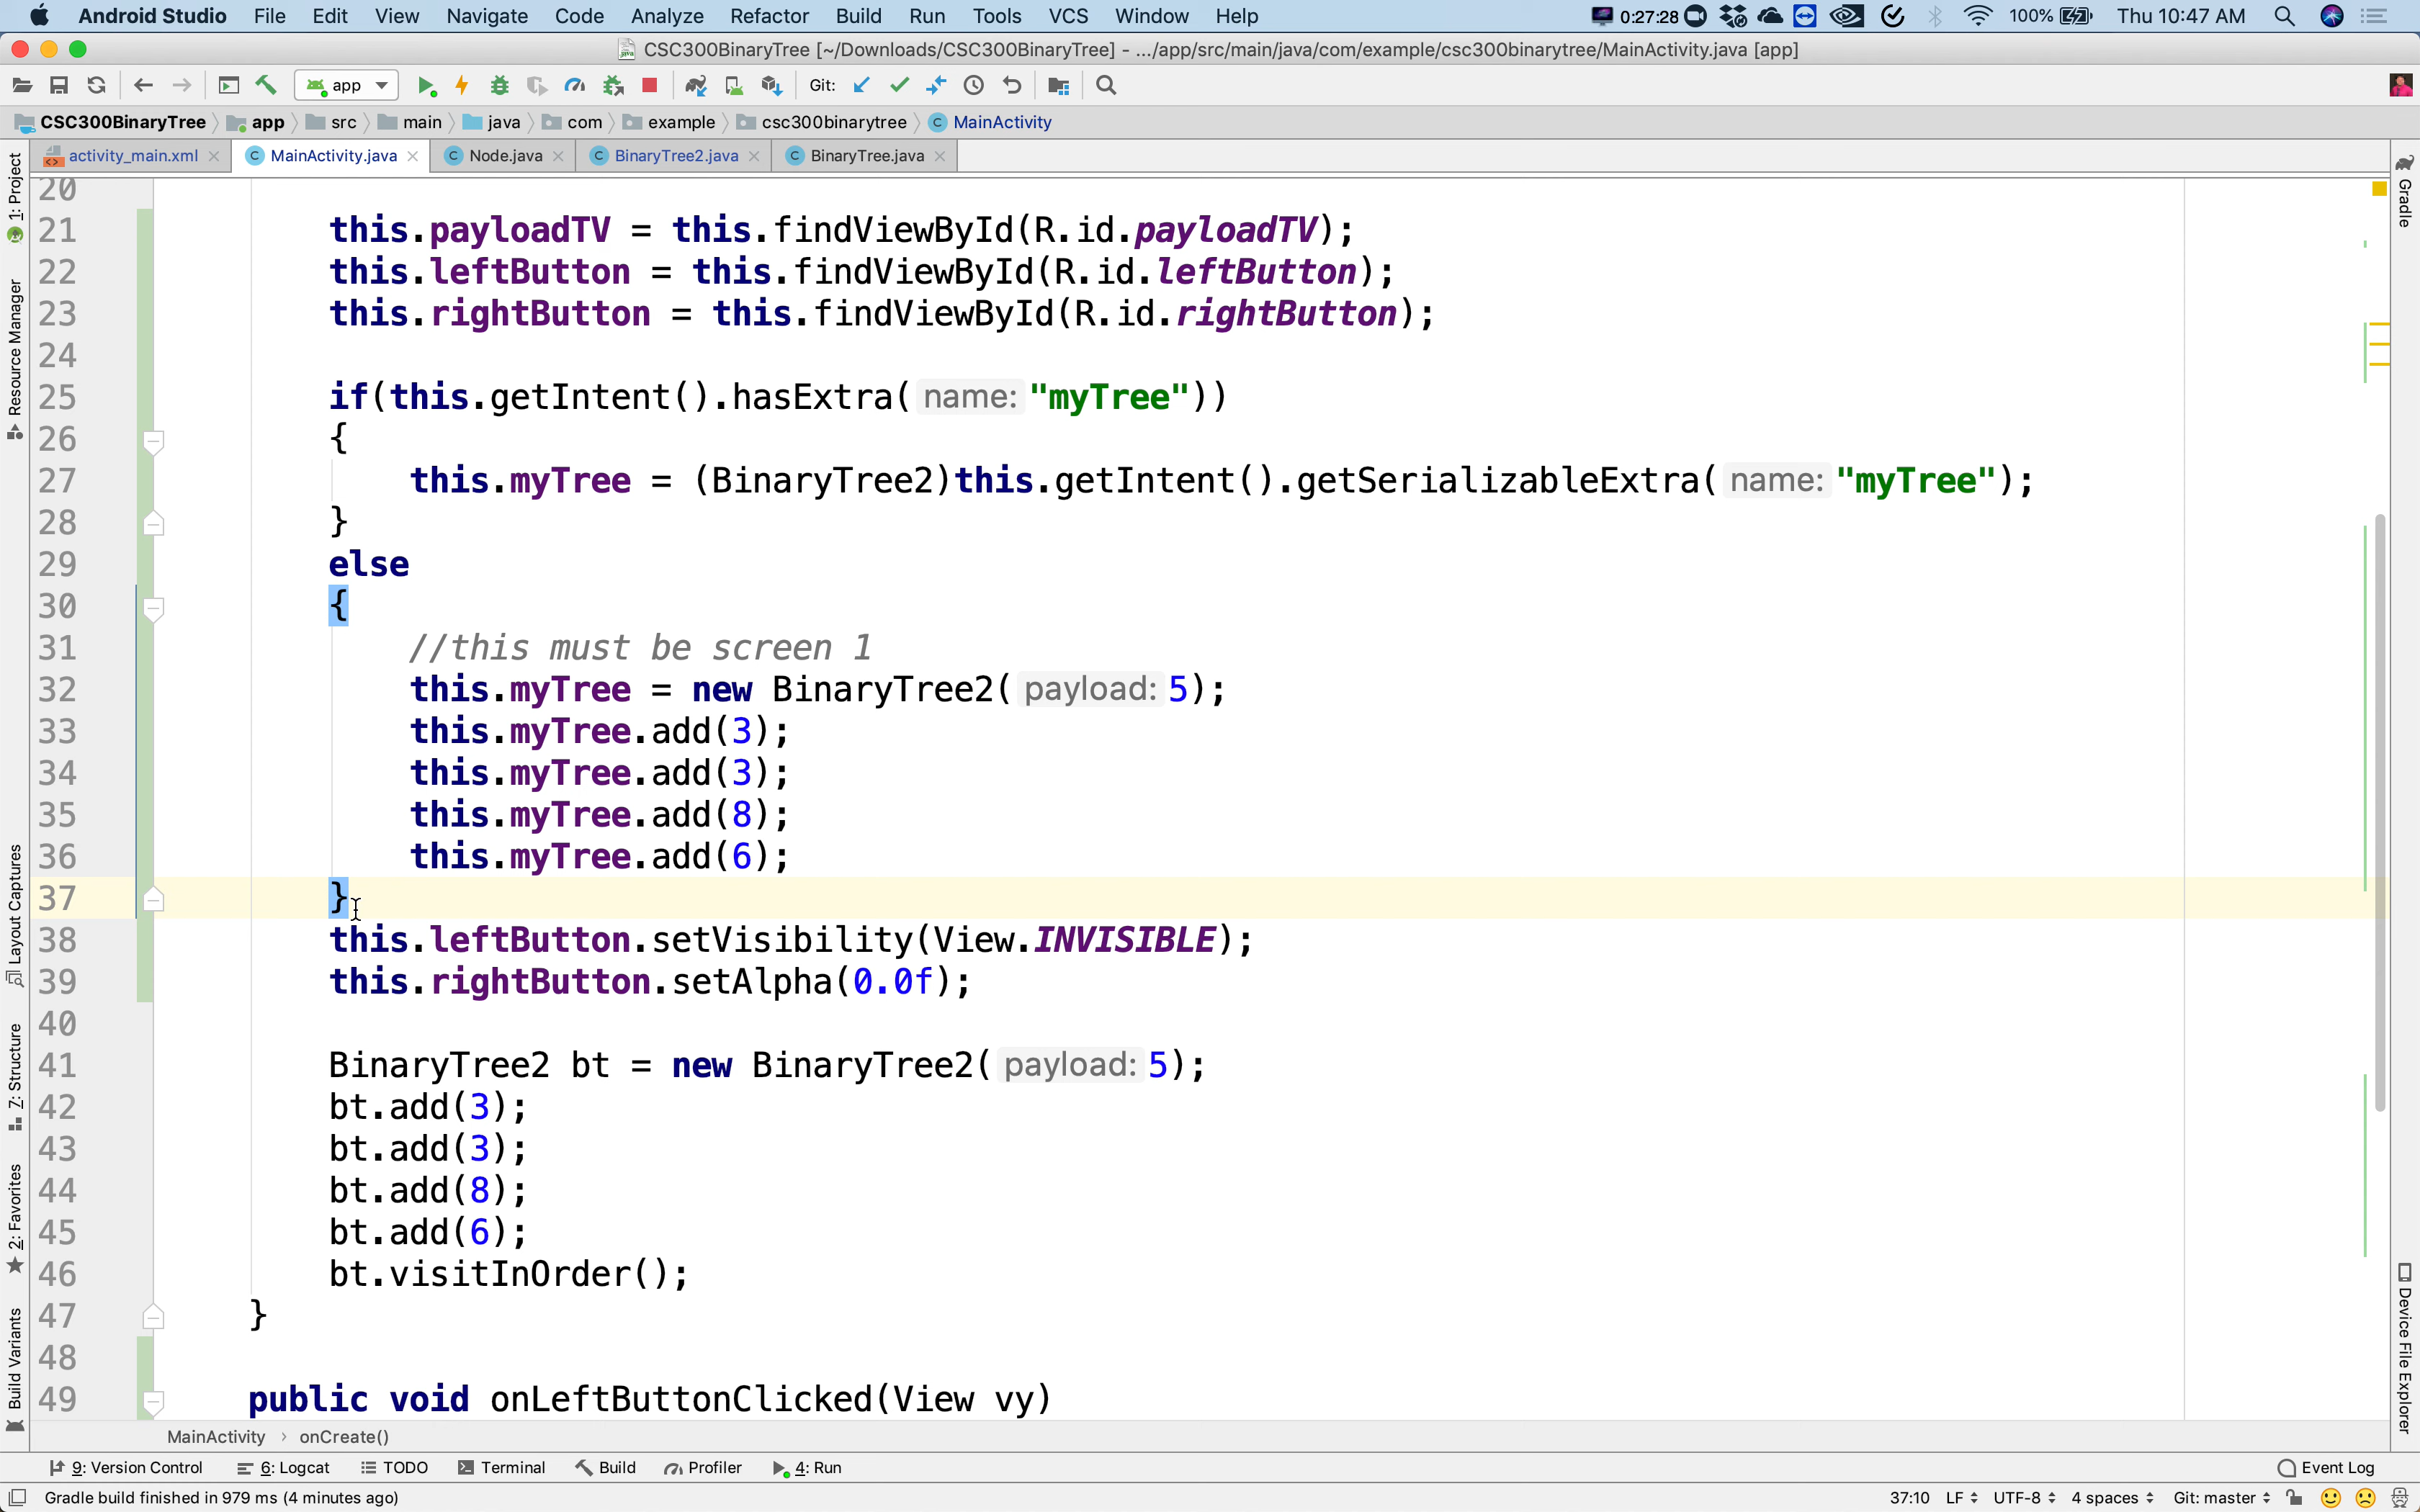 Android Studio File Edit View Navigate Code Analyze Refactor Build Run Tools VCS Window Help 0:27:28 100% Thu 10:47 AM
CSC300BinaryTree [~/Downloads/CSC300BinaryTree] - .../app/src/main/java/com/example/csc300binarytree/MainActivity.java [app]
app Git:
CSC300BinaryTree app src main java com example csc300binarytree MainActivity
activity_main.xml MainActivity.java Node.java BinaryTree2.java BinaryTree.java
1: Project
Resource Manager
Layout Captures
7: Structure
2: Favorites
Build Variants
Gradle
Device File Explorer
20
21 this.payloadTV = this.findViewById(R.id.payloadTV);
22 this.leftButton = this.findViewById(R.id.leftButton);
23 this.rightButton = this.findViewById(R.id.rightButton);
24
25 if(this.getIntent().hasExtra( name: "myTree"))
26 {
27 this.myTree = (BinaryTree2)this.getIntent().getSerializableExtra( name: "myTree");
28 }
29 else
30 {
31 //this must be screen 1
32 this.myTree = new BinaryTree2( payload: 5);
33 this.myTree.add(3);
34 this.myTree.add(3);
35 this.myTree.add(8);
36 this.myTree.add(6);
37 }
38 this.leftButton.setVisibility(View.INVISIBLE);
39 this.rightButton.setAlpha(0.0f);
40
41 BinaryTree2 bt = new BinaryTree2( payload: 5);
42 bt.add(3);
43 bt.add(3);
44 bt.add(8);
45 bt.add(6);
46 bt.visitInOrder();
47 }
48
49 public void onLeftButtonClicked(View vy)
MainActivity › onCreate()
9: Version Control 6: Logcat TODO Terminal Build Profiler 4: Run Event Log
Gradle build finished in 979 ms (4 minutes ago) 37:10 LF UTF-8 4 spaces Git: master